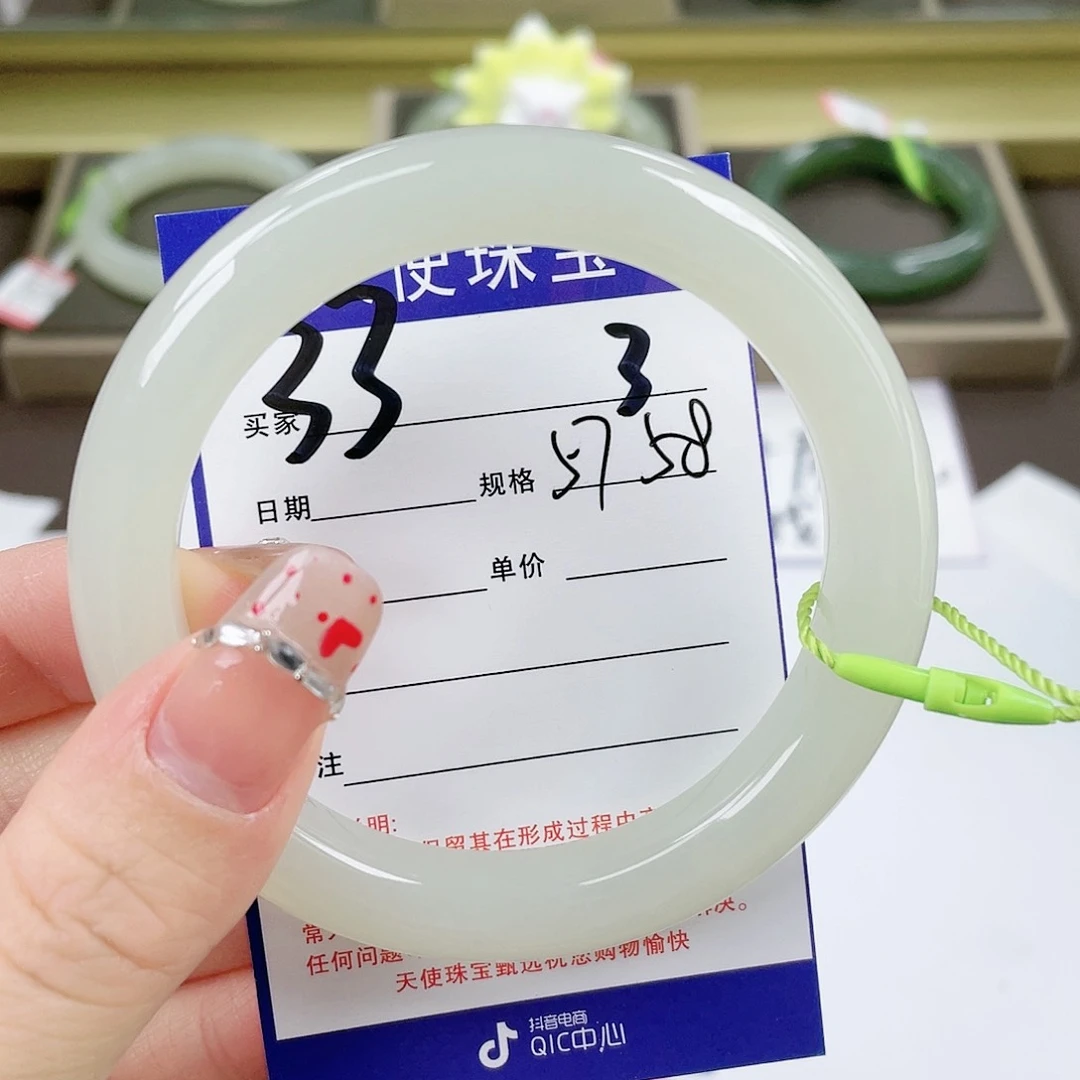 使珠宝
33 3
买家
57 58
日期 规格
单价
注
明:
保留其在形成过程中
常
决。
任何问题
天使珠宝甄选祝您购物愉快
抖音电商
QIC中心